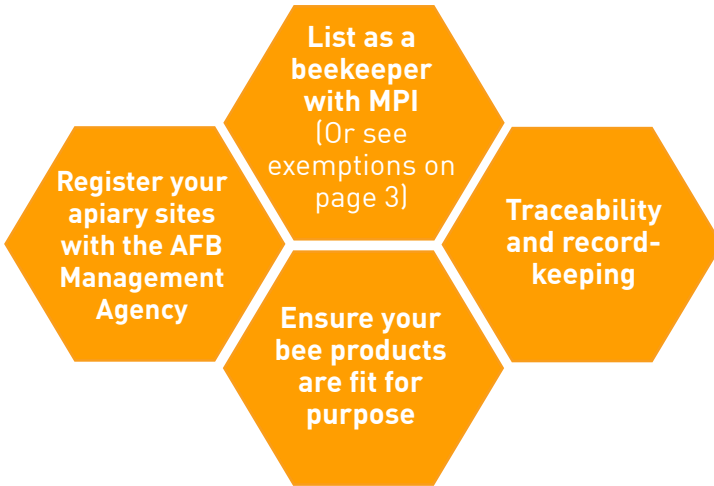 List as a
beekeeper
with MPI
(Or see
exemptions on
page 3)
Register your
apiary sites
with the AFB
Management
Agency
Traceability
and record-
keeping
Ensure your
bee products
are fit for
purpose